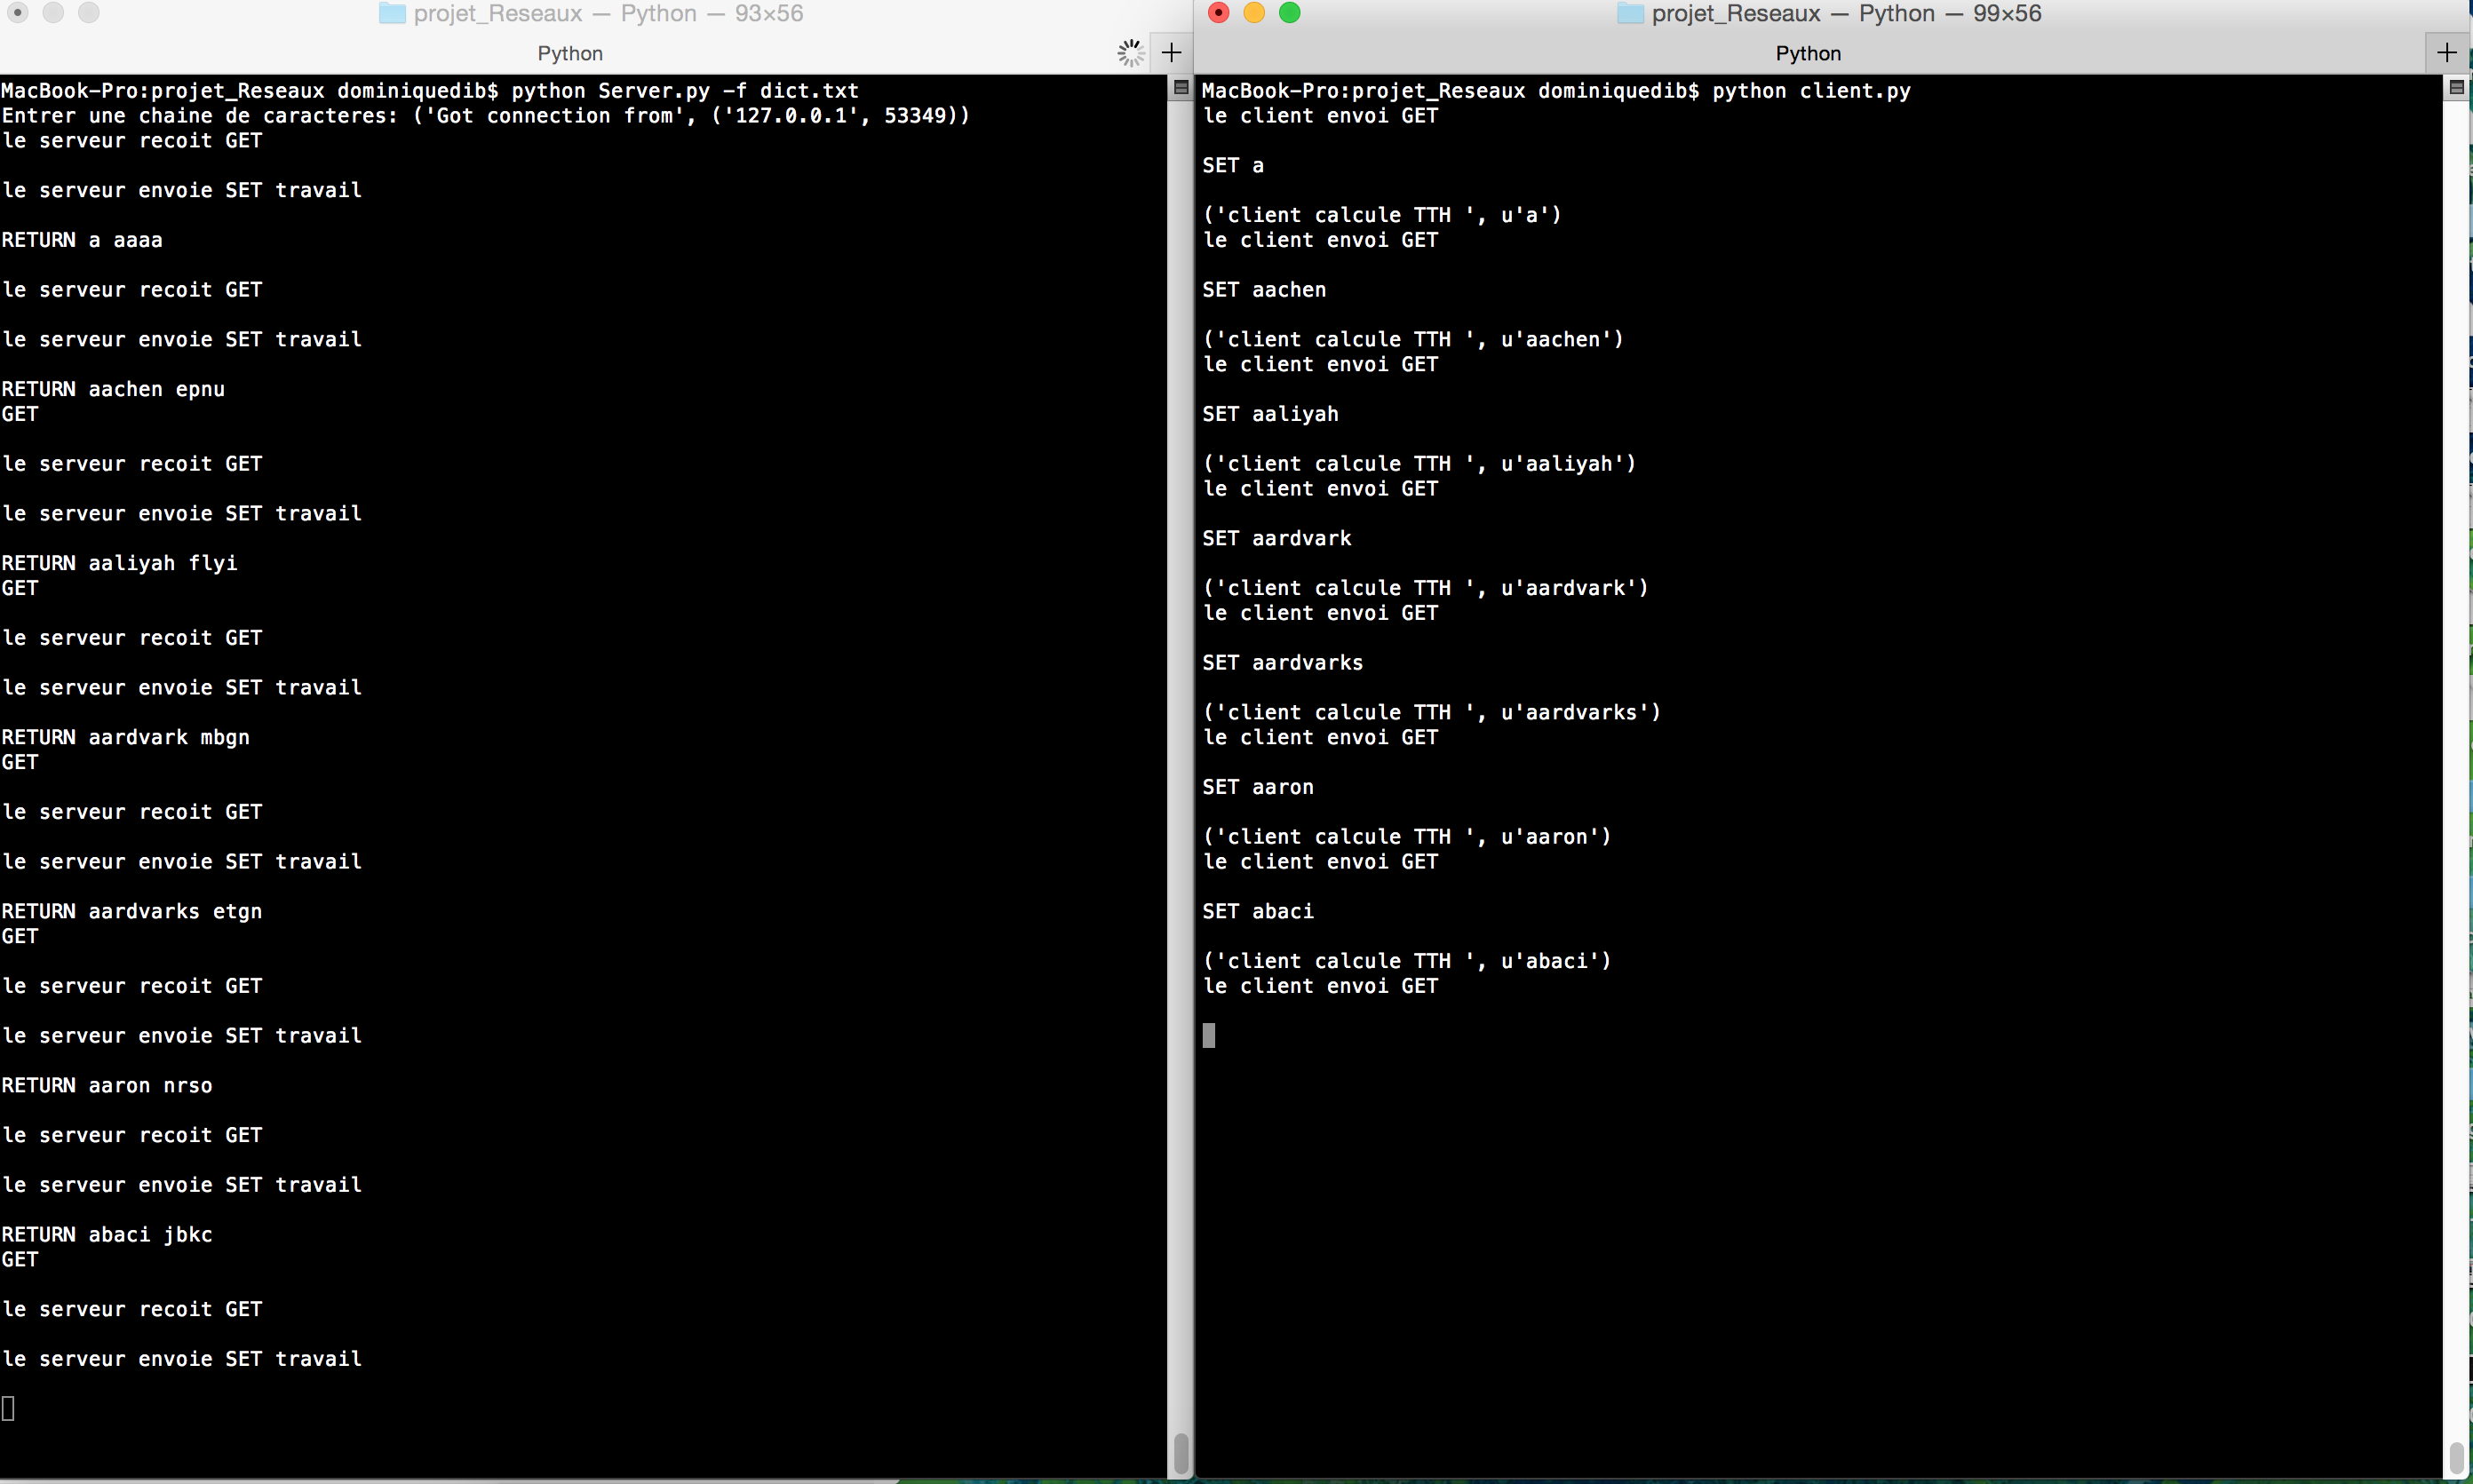 projet_Reseaux — Python — 93×56
Python
MacBook-Pro:projet_Reseaux dominiquedib$ python Server.py -f dict.txt
Entrer une chaine de caracteres: ('Got connection from', ('127.0.0.1', 53349))
le serveur recoit GET
le serveur envoie SET travail
RETURN a aaaa
le serveur recoit GET
le serveur envoie SET travail
RETURN aachen epnu
GET
le serveur recoit GET
le serveur envoie SET travail
RETURN aaliyah flyi
GET
le serveur recoit GET
le serveur envoie SET travail
RETURN aardvark mbgn
GET
le serveur recoit GET
le serveur envoie SET travail
RETURN aardvarks etgn
GET
le serveur recoit GET
le serveur envoie SET travail
RETURN aaron nrso
le serveur recoit GET
le serveur envoie SET travail
RETURN abaci jbkc
GET
le serveur recoit GET
le serveur envoie SET travail
projet_Reseaux — Python — 99×56
Python
MacBook-Pro:projet_Reseaux dominiquedib$ python client.py
le client envoi GET
SET a
('client calcule TTH ', u'a')
le client envoi GET
SET aachen
('client calcule TTH ', u'aachen')
le client envoi GET
SET aaliyah
('client calcule TTH ', u'aaliyah')
le client envoi GET
SET aardvark
('client calcule TTH ', u'aardvark')
le client envoi GET
SET aardvarks
('client calcule TTH ', u'aardvarks')
le client envoi GET
SET aaron
('client calcule TTH ', u'aaron')
le client envoi GET
SET abaci
('client calcule TTH ', u'abaci')
le client envoi GET